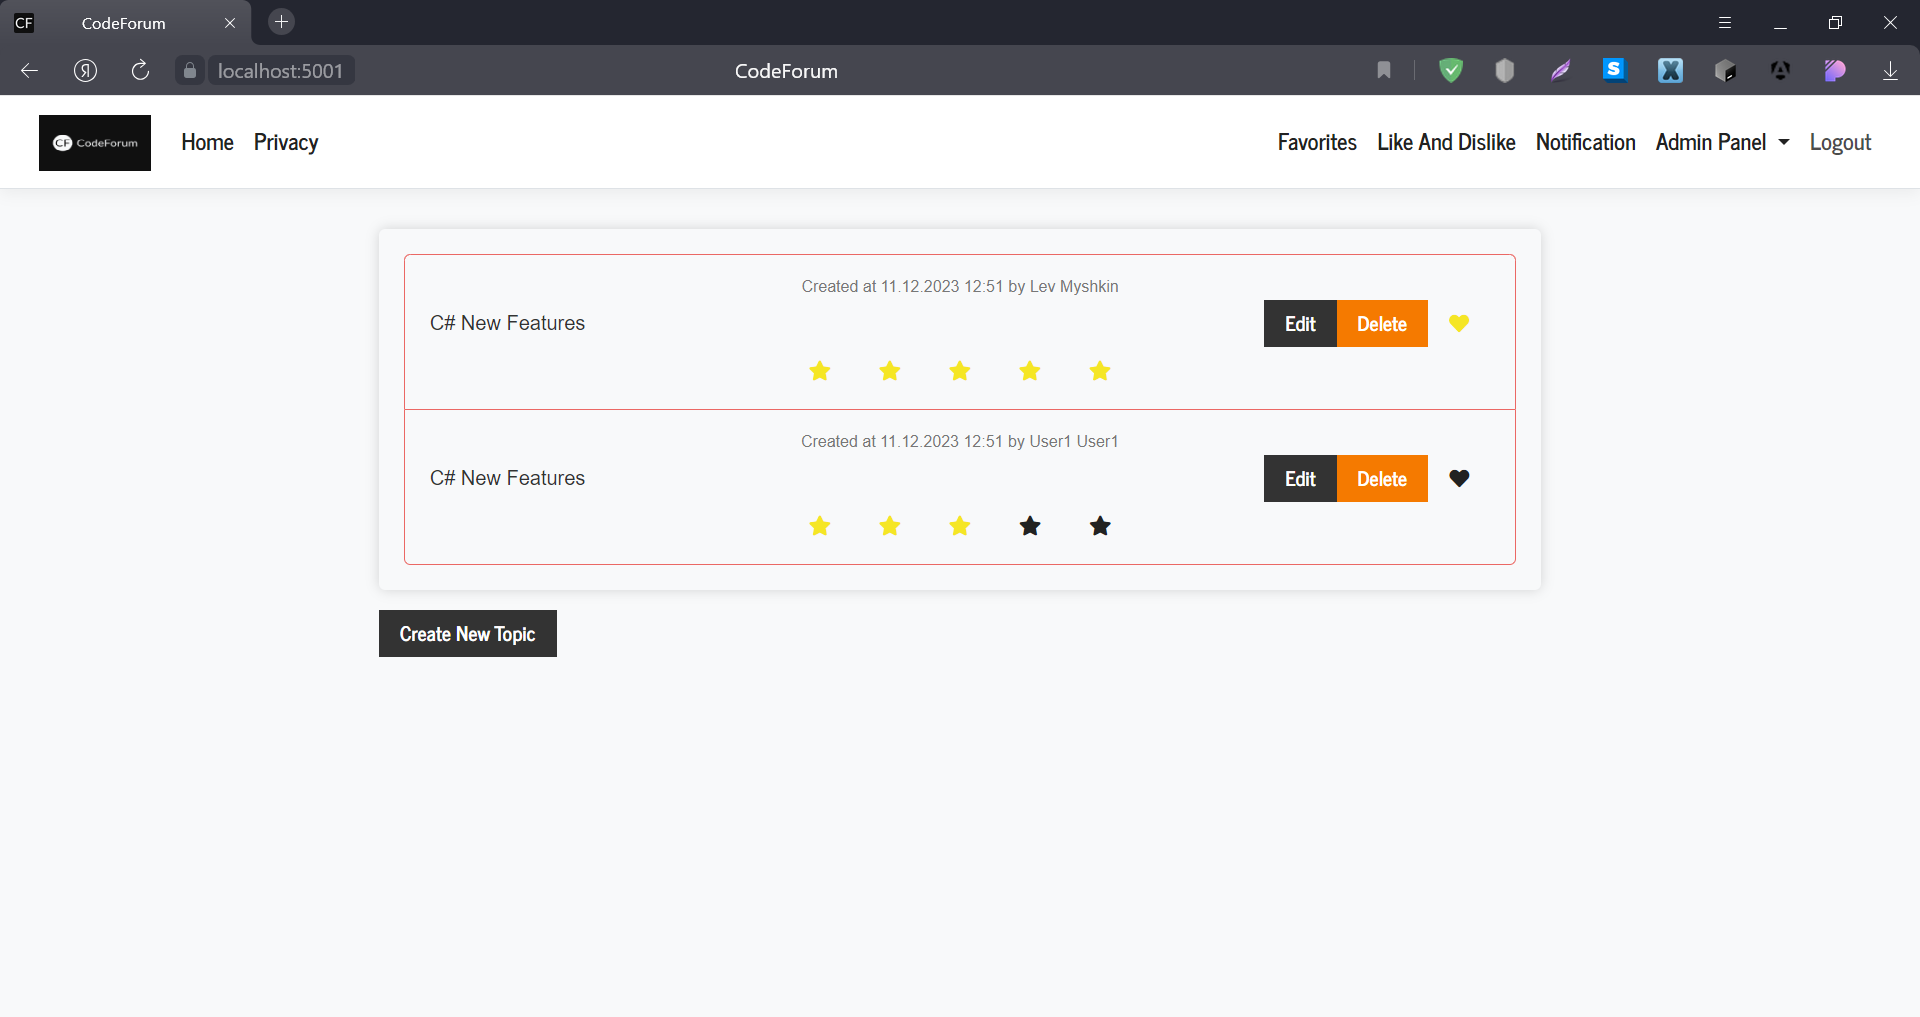 CF CodeForum
Я localhost:5001 CodeForum S X
CF CodeForum Home Privacy Favorites Like And Dislike Notification Admin Panel Logout
Created at 11.12.2023 12:51 by Lev Myshkin
C# New Features Edit Delete
Created at 11.12.2023 12:51 by User1 User1
C# New Features Edit Delete
Create New Topic